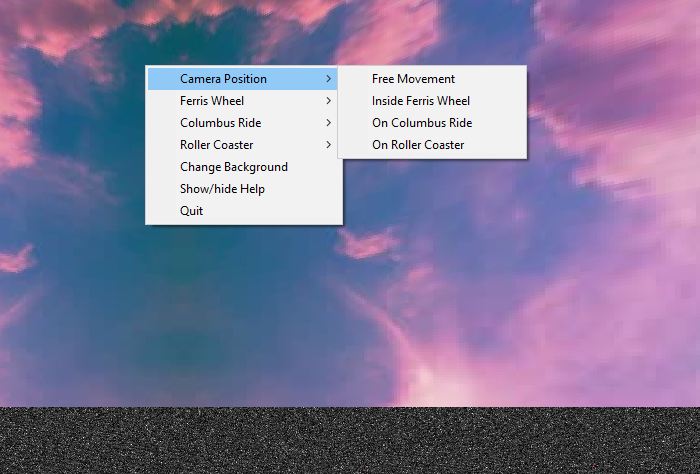 Camera Position
Ferris Wheel
Columbus Ride
Roller Coaster
Change Background
Show/hide Help
Quit
Free Movement
Inside Ferris Wheel
On Columbus Ride
On Roller Coaster